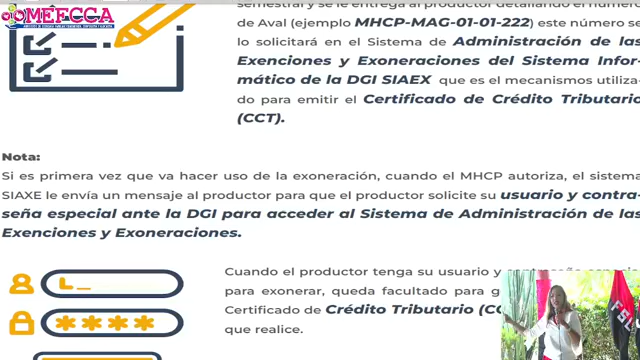 MEFCCA
semestral y se le entrega al productor detallando el número
de Aval (ejemplo MHCP-MAG-01-01-222) este número se
lo solicitará en el Sistema de Administración de las
Exenciones y Exoneraciones del Sistema Infor-
mático de la DGI SIAEX que es el mecanismos utiliza-
do para emitir el Certificado de Crédito Tributario
(CCT).
Nota:
Si es primera vez que va hacer uso de la exoneración, cuando el MHCP autoriza, el sistema
SIAXE le envía un mensaje al productor para que el productor solicite su usuario y contra-
seña especial ante la DGI para acceder al Sistema de Administración de las
Exenciones y Exoneraciones.
Cuando el productor tenga su usuario y
para exonerar, queda facultado para
Certificado de Crédito Tributario
que realice.
FSL